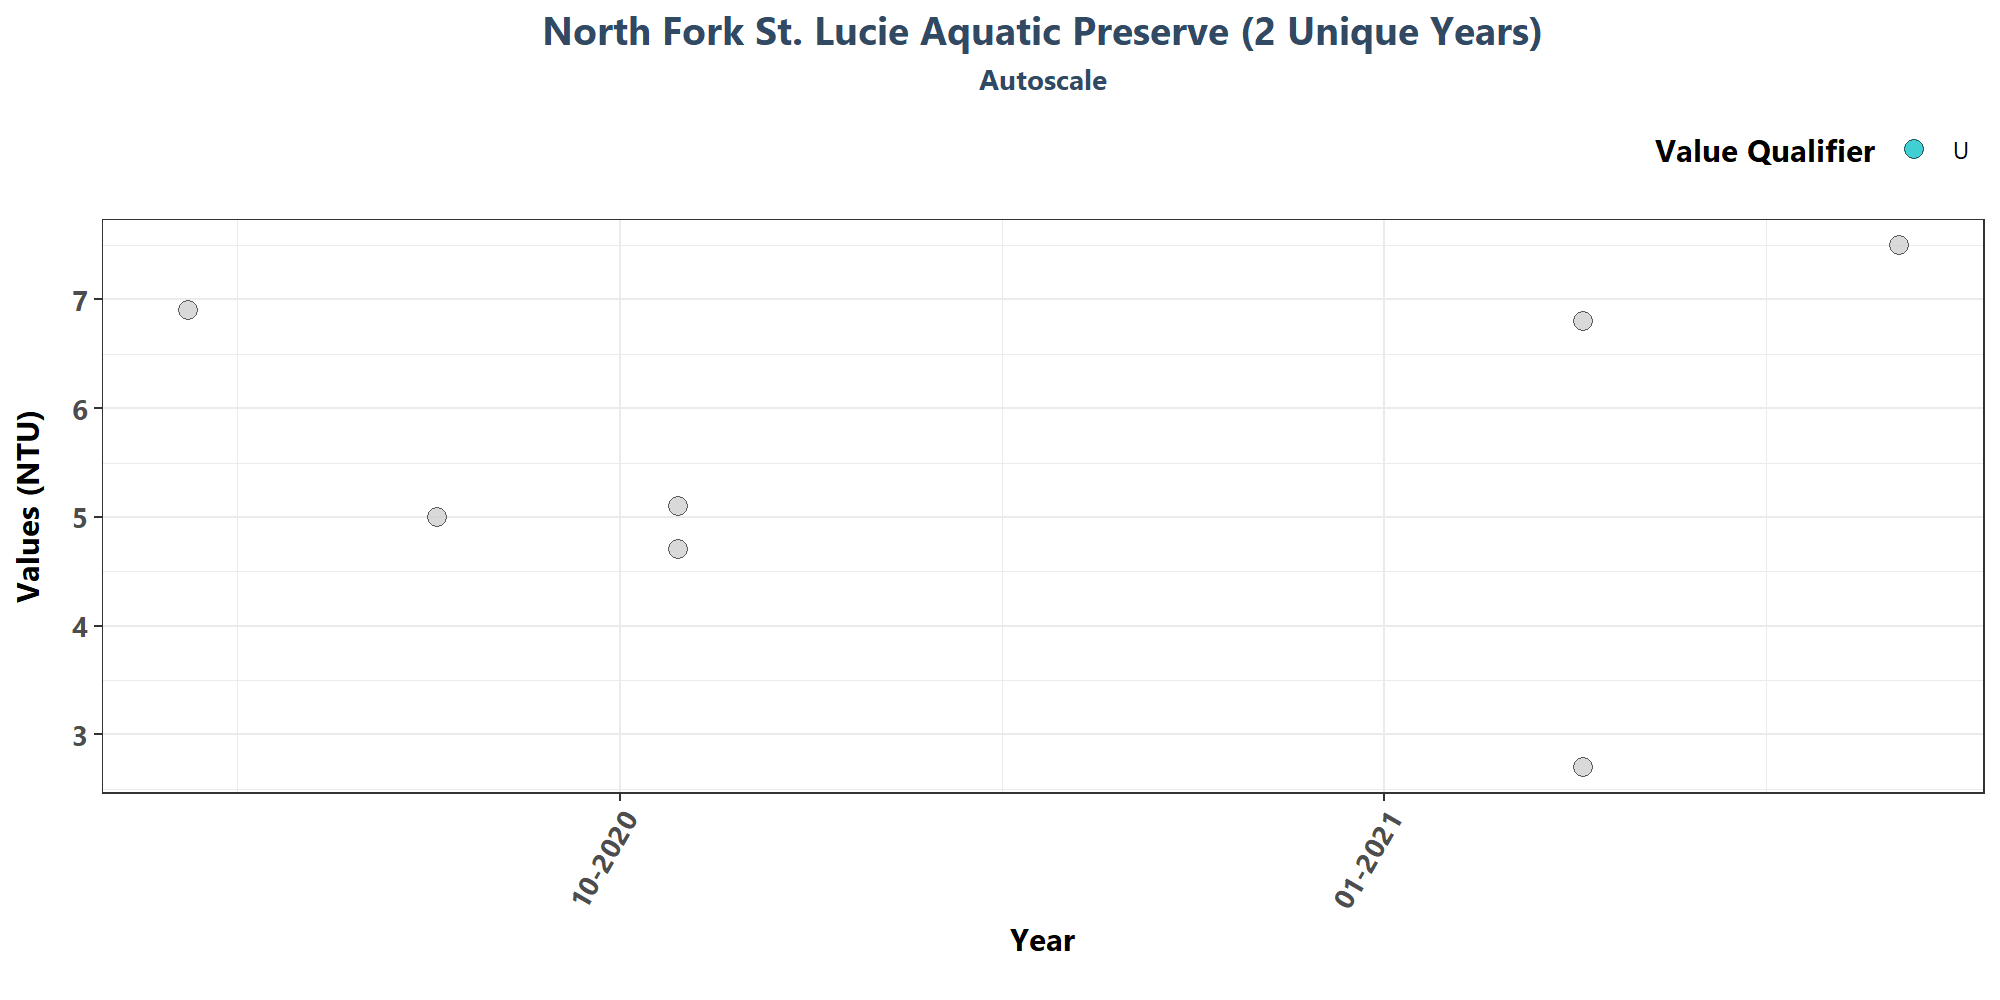 North Fork St. Lucie Aquatic Preserve (2 Unique Years)
Autoscale
Value Qualifier U
Values (NTU)
7
6
5
4
3
10-2020
01-2021
Year